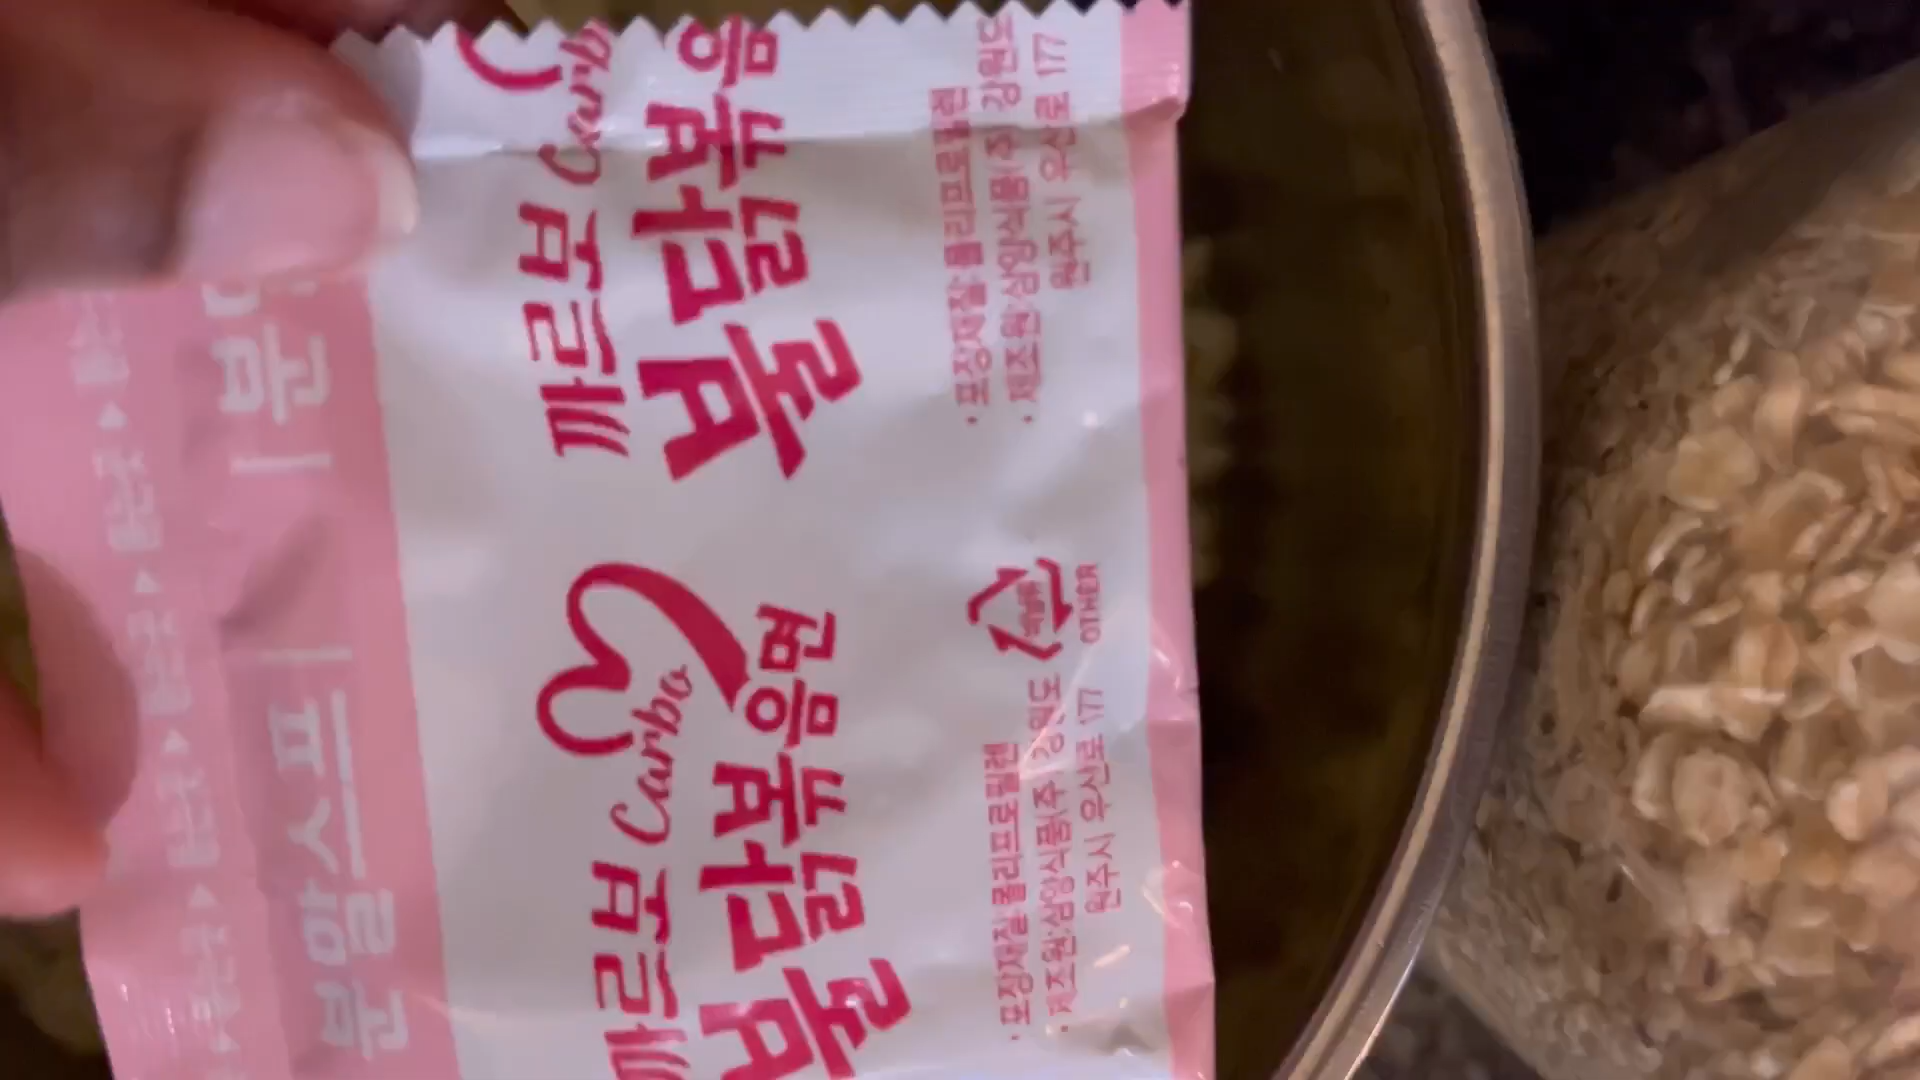 까르보 Carbo
불닭볶음
· 포장재질:폴리프로필렌
· 제조원:삼양식품(주) 강원도
원주시 우산로 177
까르보 Carbo
불닭볶음면
· 포장재질:폴리프로필렌
· 제조원:삼양식품(주) 강원도
원주시 우산로 177
OTHER
분말스프
분